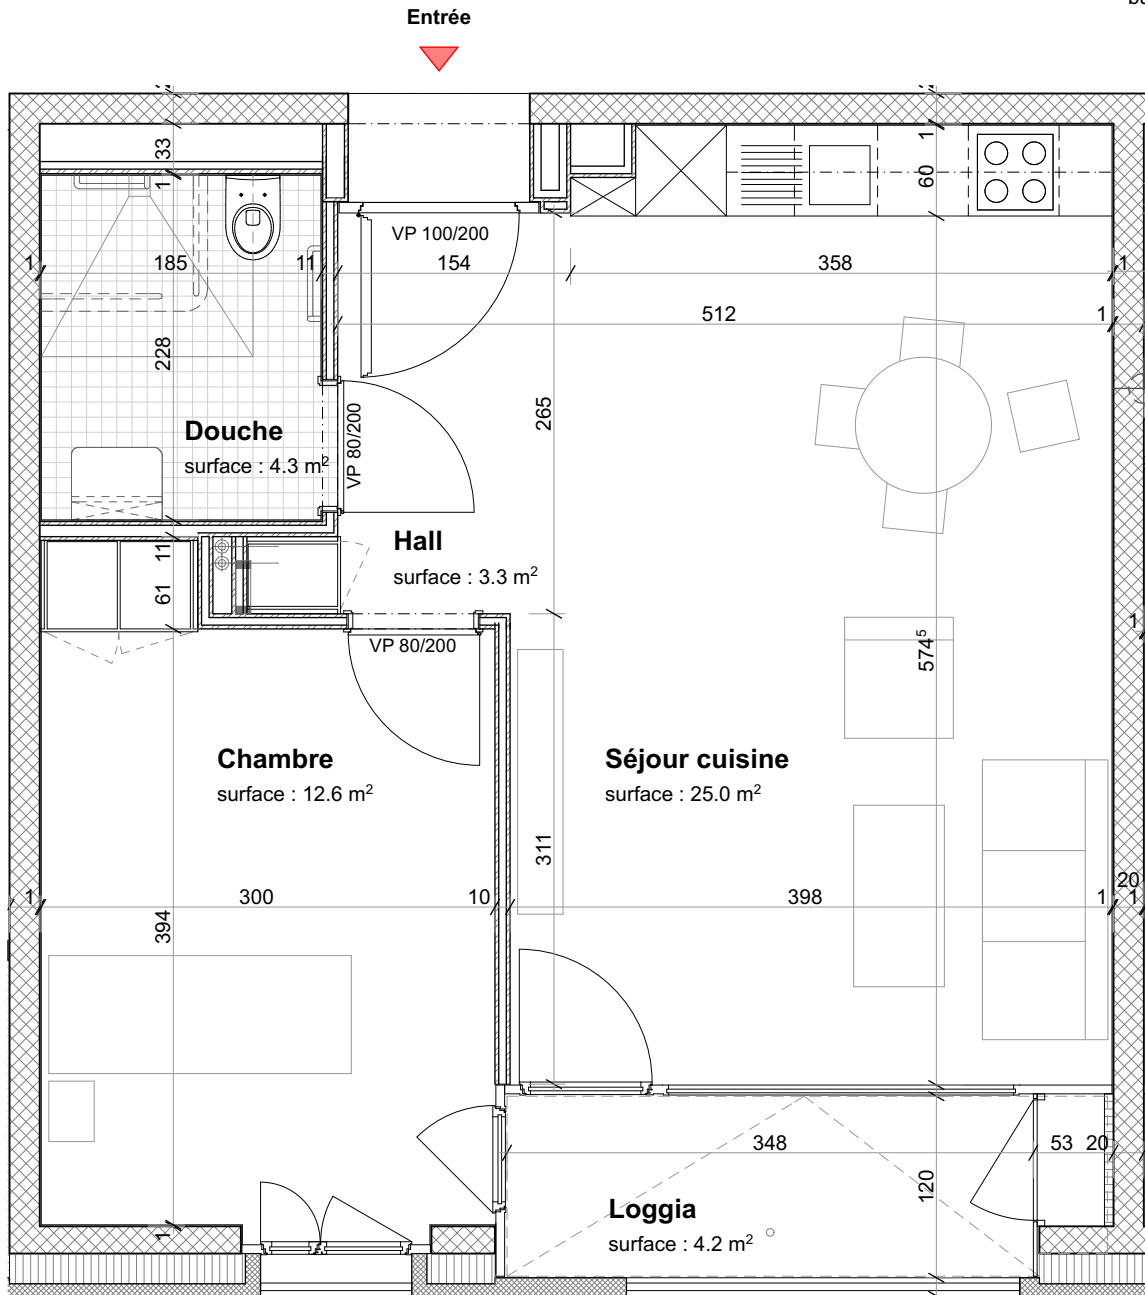 Entrée
33
1
1
60
VP 100/200
1
185
11
154
358
1
512
1
228
265
VP 80/200
Douche
surface : 4.3 m²
Hall
surface : 3.3 m²
11
61
VP 80/200
574⁵
1
Chambre
surface : 12.6 m²
Séjour cuisine
surface : 25.0 m²
311
1
300
10
398
1
20
1
394
348
53
20
120
Loggia
surface : 4.2 m²
1